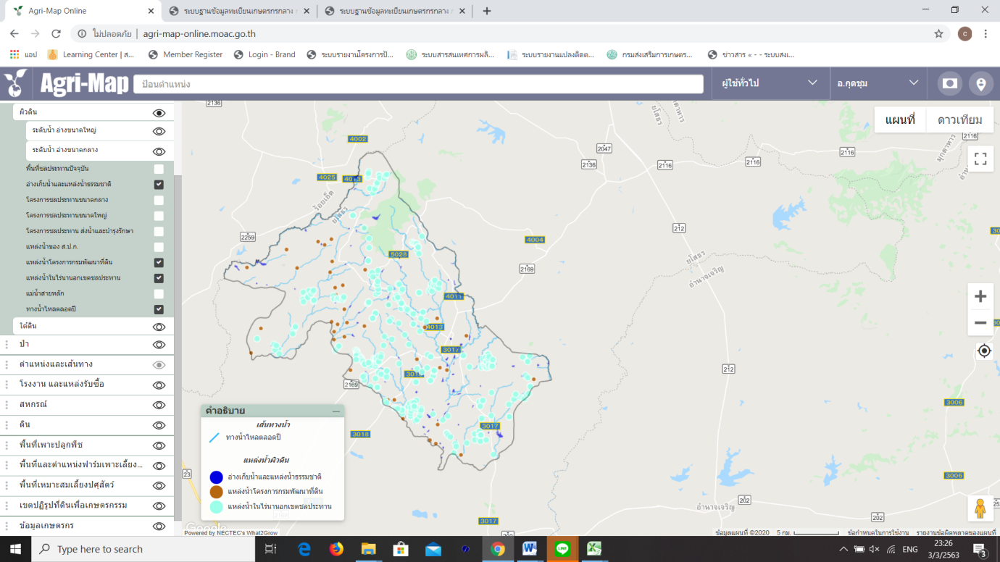 Agri-Map Online
ระบบฐานข้อมูลทะเบียนเกษตรกรกลาง
ระบบฐานข้อมูลทะเบียนเกษตรกรกลาง
ไม่ปลอดภัย | agri-map-online.moac.go.th
แอป Learning Center | ส... Member Register Login - Brand ระบบรายงานโครงการป้... ระบบสารสนเทศการผลิ... ระบบรายงานแปลงติดต... กรมส่งเสริมการเกษตร... ข่าวสาร « - - ระบบสงเ...
Agri-Map ป้อนตำแหน่ง ผู้ใช้ทั่วไป อ.กุดชุม
ผิวดิน
ระดับน้ำ อ่างขนาดใหญ่
ระดับน้ำ อ่างขนาดกลาง
พื้นที่ชลประทานปัจจุบัน
อ่างเก็บน้ำและแหล่งน้ำธรรมชาติ
โครงการชลประทานขนาดกลาง
โครงการชลประทานขนาดใหญ่
โครงการชลประทาน ส่งน้ำและบำรุงรักษา
แหล่งน้ำของ ส.ป.ก.
แหล่งน้ำโครงการกรมพัฒนาที่ดิน
แหล่งน้ำในไร่นานอกเขตชลประทาน
แม่น้ำสายหลัก
ทางน้ำไหลตลอดปี
ใต้ดิน
ป่า
ตำแหน่งและเส้นทาง
โรงงาน และแหล่งรับซื้อ
สหกรณ์
ดิน
พื้นที่เพาะปลูกพืช
พื้นที่และตำแหน่งฟาร์มเพาะเลี้ยง...
พื้นที่เหมาะสมเลี้ยงปศุสัตว์
เขตปฏิรูปที่ดินเพื่อเกษตรกรรม
ข้อมูลเกษตรกร
แผนที่ ดาวเทียม
2136
ยโสธร
มุกดาหาร
4002
2047
2136
2116
2116
2116
2116
4025
4013
ร้อยเอ็ด
ยโสธร
2259
212
4004
5028
2169
ยโสธร
อำนาจเจริญ
4011
4013
3017
212
2169
3006
3017
3018
23
3006
202
อำนาจเจริญ
202
3017
202
คำอธิบาย
เส้นทางน้ำ
ทางน้ำไหลตลอดปี
แหล่งน้ำผิวดิน
อ่างเก็บน้ำและแหล่งน้ำธรรมชาติ
แหล่งน้ำโครงการกรมพัฒนาที่ดิน
แหล่งน้ำในไร่นานอกเขตชลประทาน
Google
Powered by NECTEC's What2Grow
ข้อมูลแผนที่ ©2020 5 กม. ข้อกำหนดในการใช้งาน รายงานข้อผิดพลาดของแผนที่
Type here to search
ENG
23:26
3/3/2563
3